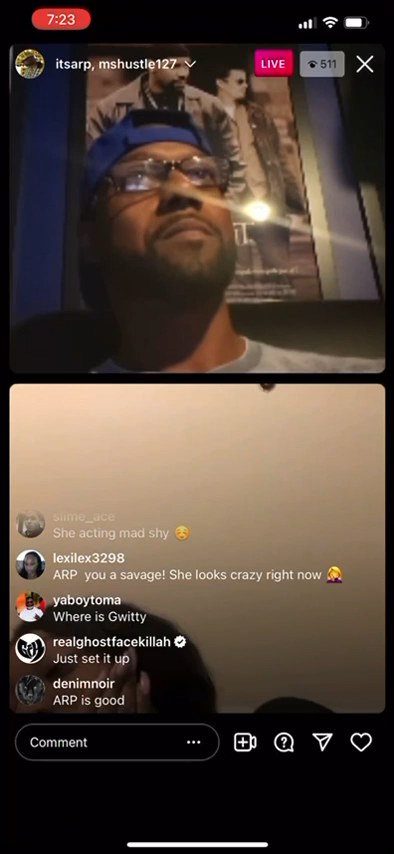 7:23
itsarp, mshustle127
LIVE
511
slime_ace
She acting mad shy ☺️
lexilex3298
ARP you a savage! She looks crazy right now 🤦‍♀️
yaboytoma
Where is Gwitty
realghostfacekillah
Just set it up
denimnoir
ARP is good
Comment